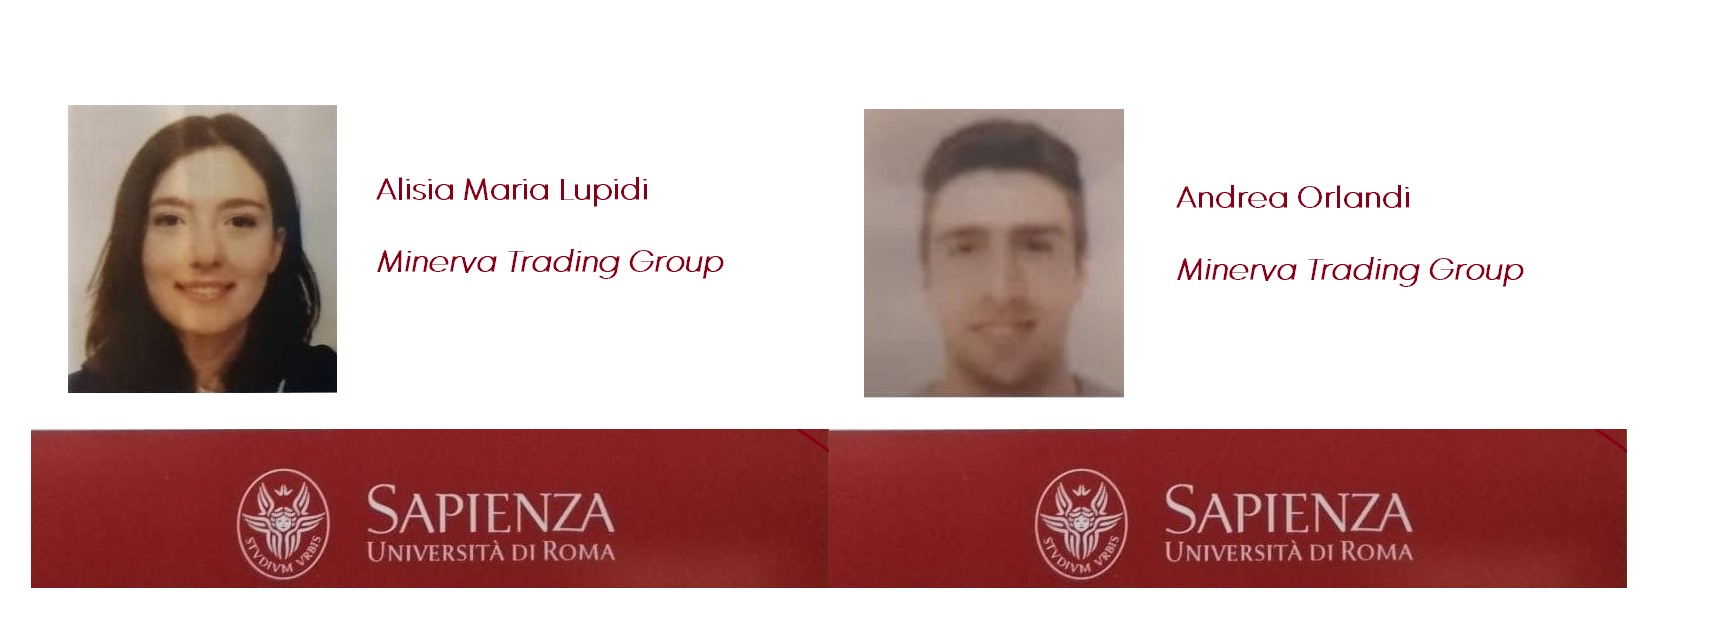 Alisia Maria Lupidi
Minerva Trading Group
STVDIVM VRBIS
SAPIENZA
UNIVERSITÀ DI ROMA
Andrea Orlandi
Minerva Trading Group
STVDIVM VRBIS
SAPIENZA
UNIVERSITÀ DI ROMA